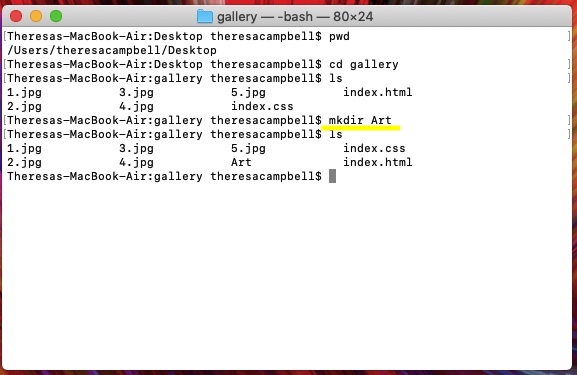 gallery — -bash — 80×24
Theresas-MacBook-Air:Desktop theresacampbell$ pwd
/Users/theresacampbell/Desktop
Theresas-MacBook-Air:Desktop theresacampbell$ cd gallery
Theresas-MacBook-Air:gallery theresacampbell$ ls
1.jpg 3.jpg 5.jpg index.html
2.jpg 4.jpg index.css
Theresas-MacBook-Air:gallery theresacampbell$ mkdir Art
Theresas-MacBook-Air:gallery theresacampbell$ ls
1.jpg 3.jpg 5.jpg index.css
2.jpg 4.jpg Art index.html
Theresas-MacBook-Air:gallery theresacampbell$